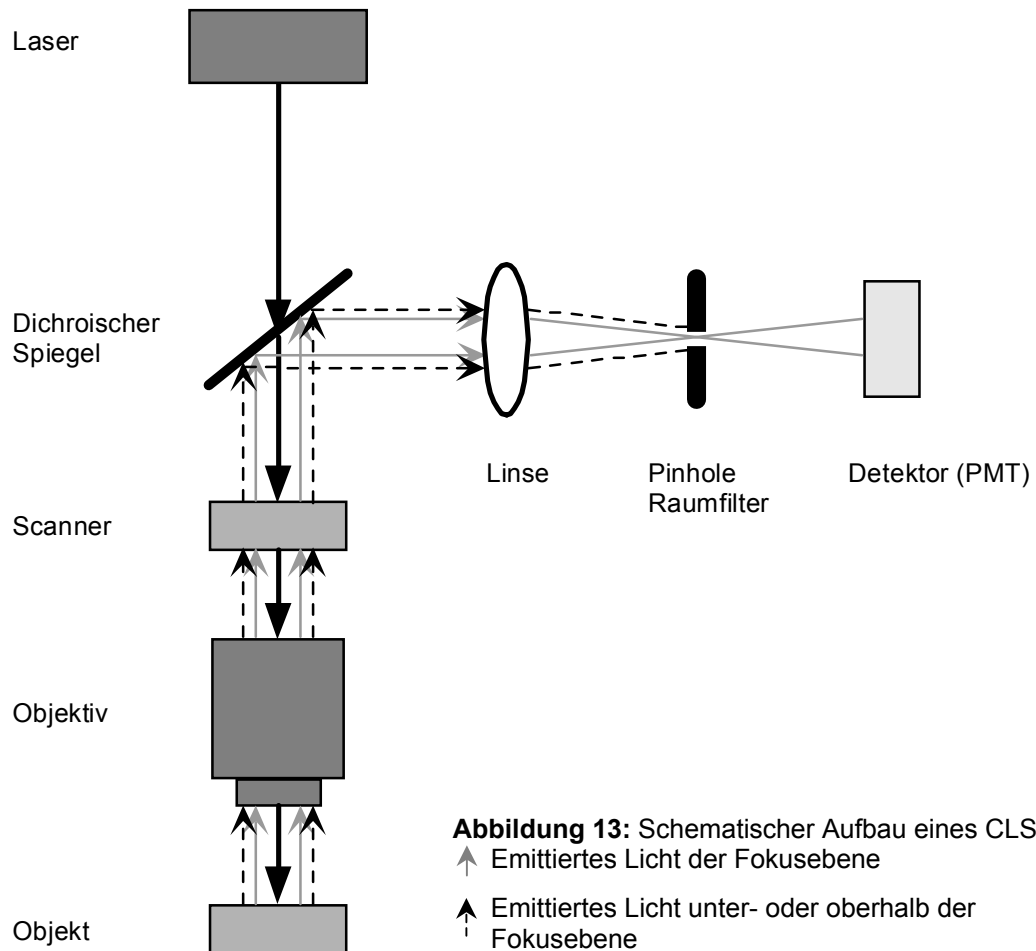 Laser
Dichroischer
Spiegel
Linse
Pinhole
Raumfilter
Detektor (PMT)
Scanner
Objektiv
Abbildung 13: Schematischer Aufbau eines CLS
Emittiertes Licht der Fokusebene
Emittiertes Licht unter- oder oberhalb der
Fokusebene
Objekt